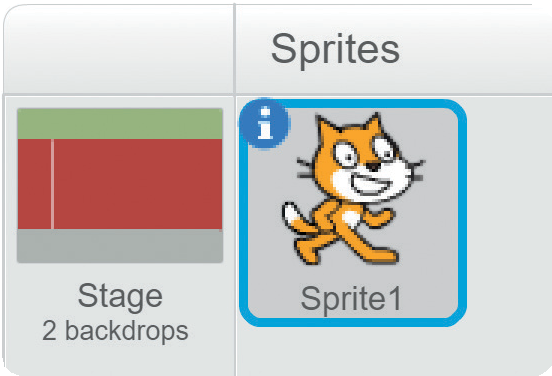 Sprites
i
Stage
2 backdrops
Sprite1